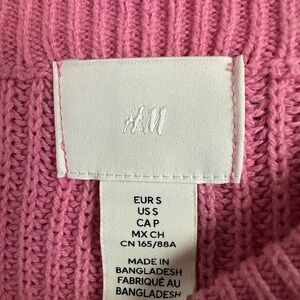 H&M
EUR S
US S
CA P
MX CH
CN 165/88A
MADE IN
BANGLADESH
FABRIQUÉ AU
BANGLADESH